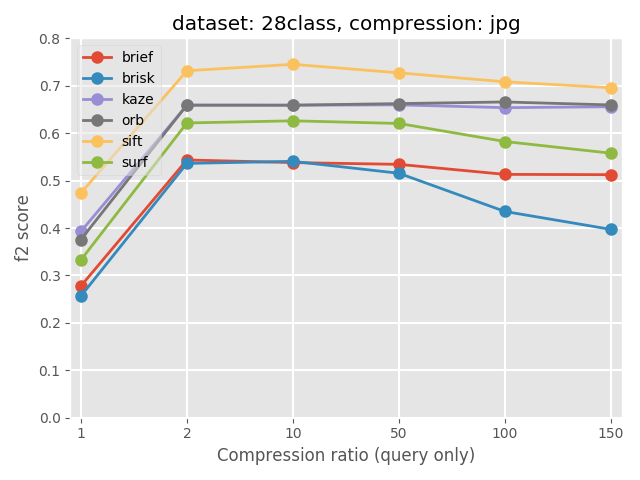 dataset: 28class, compression: jpg
0.8
0.7
0.6
0.5
0.4
0.3
0.2
0.1
0.0
f2 score
brief
brisk
kaze
orb
sift
surf
1 2 10 50 100 150
Compression ratio (query only)